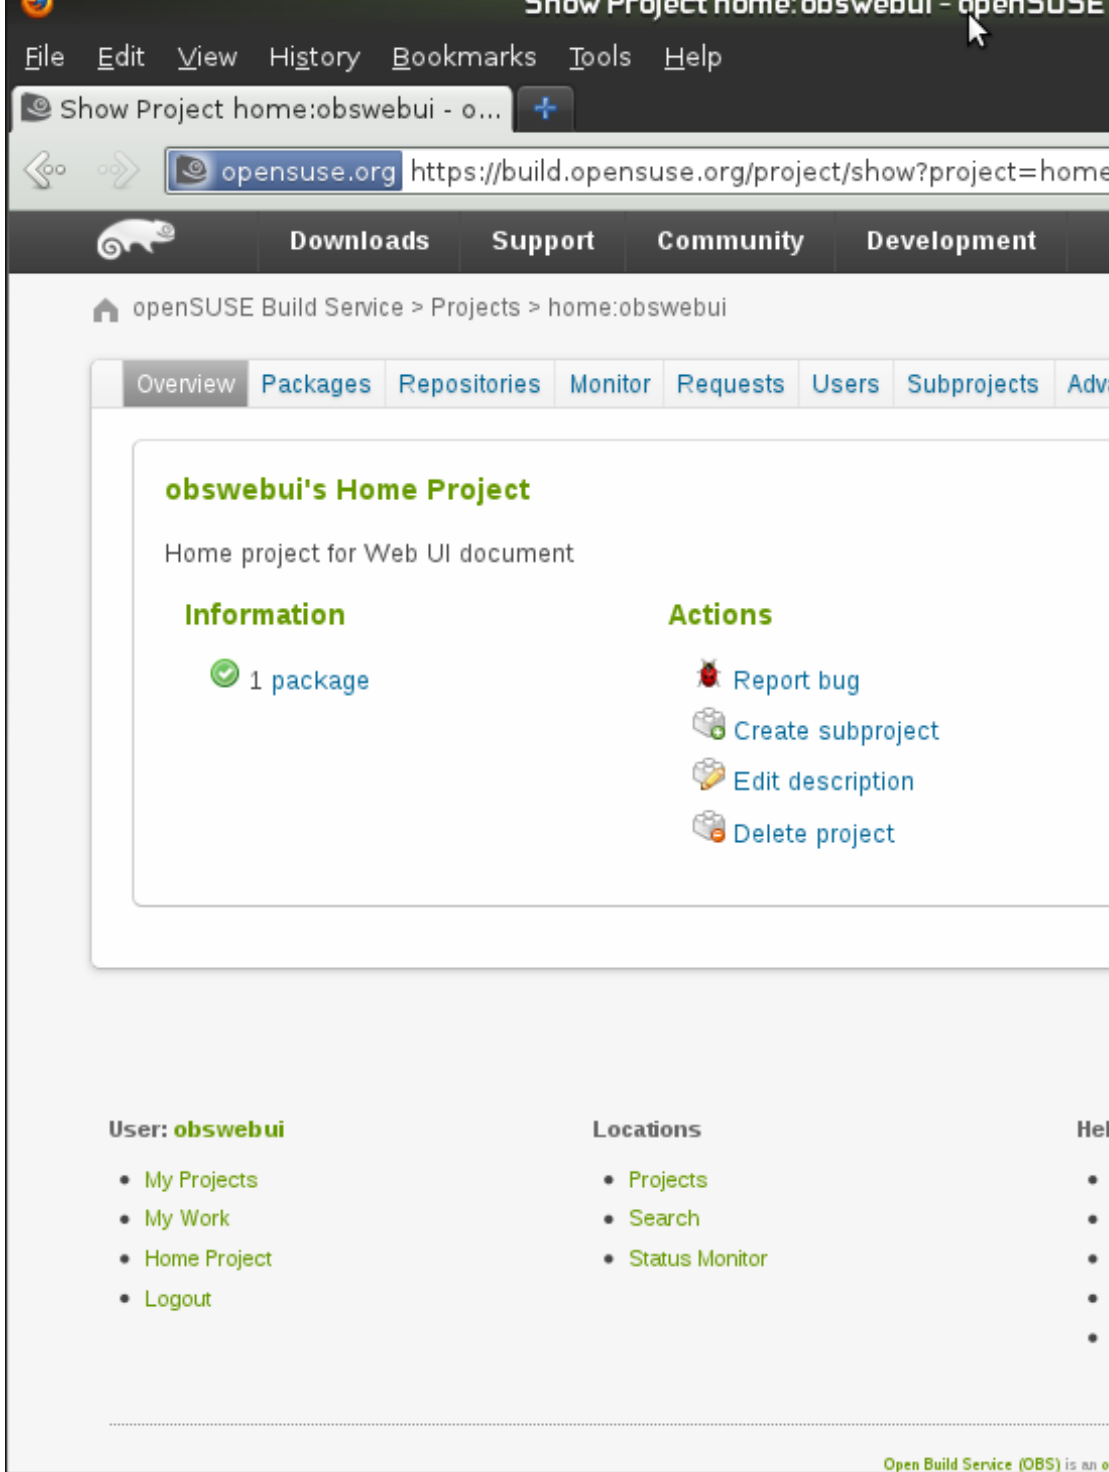 Show Project home:obswebui - openSUSE
File Edit View History Bookmarks Tools Help
Show Project home:obswebui - o...
opensuse.org https://build.opensuse.org/project/show?project=home
Downloads Support Community Development
openSUSE Build Service > Projects > home:obswebui
Overview Packages Repositories Monitor Requests Users Subprojects Adva
obswebui's Home Project
Home project for Web UI document
Information Actions
1 package Report bug
Create subproject
Edit description
Delete project
User: obswebui Locations Hel
• My Projects • Projects
• My Work • Search
• Home Project • Status Monitor
• Logout
Open Build Service (OBS) is an o